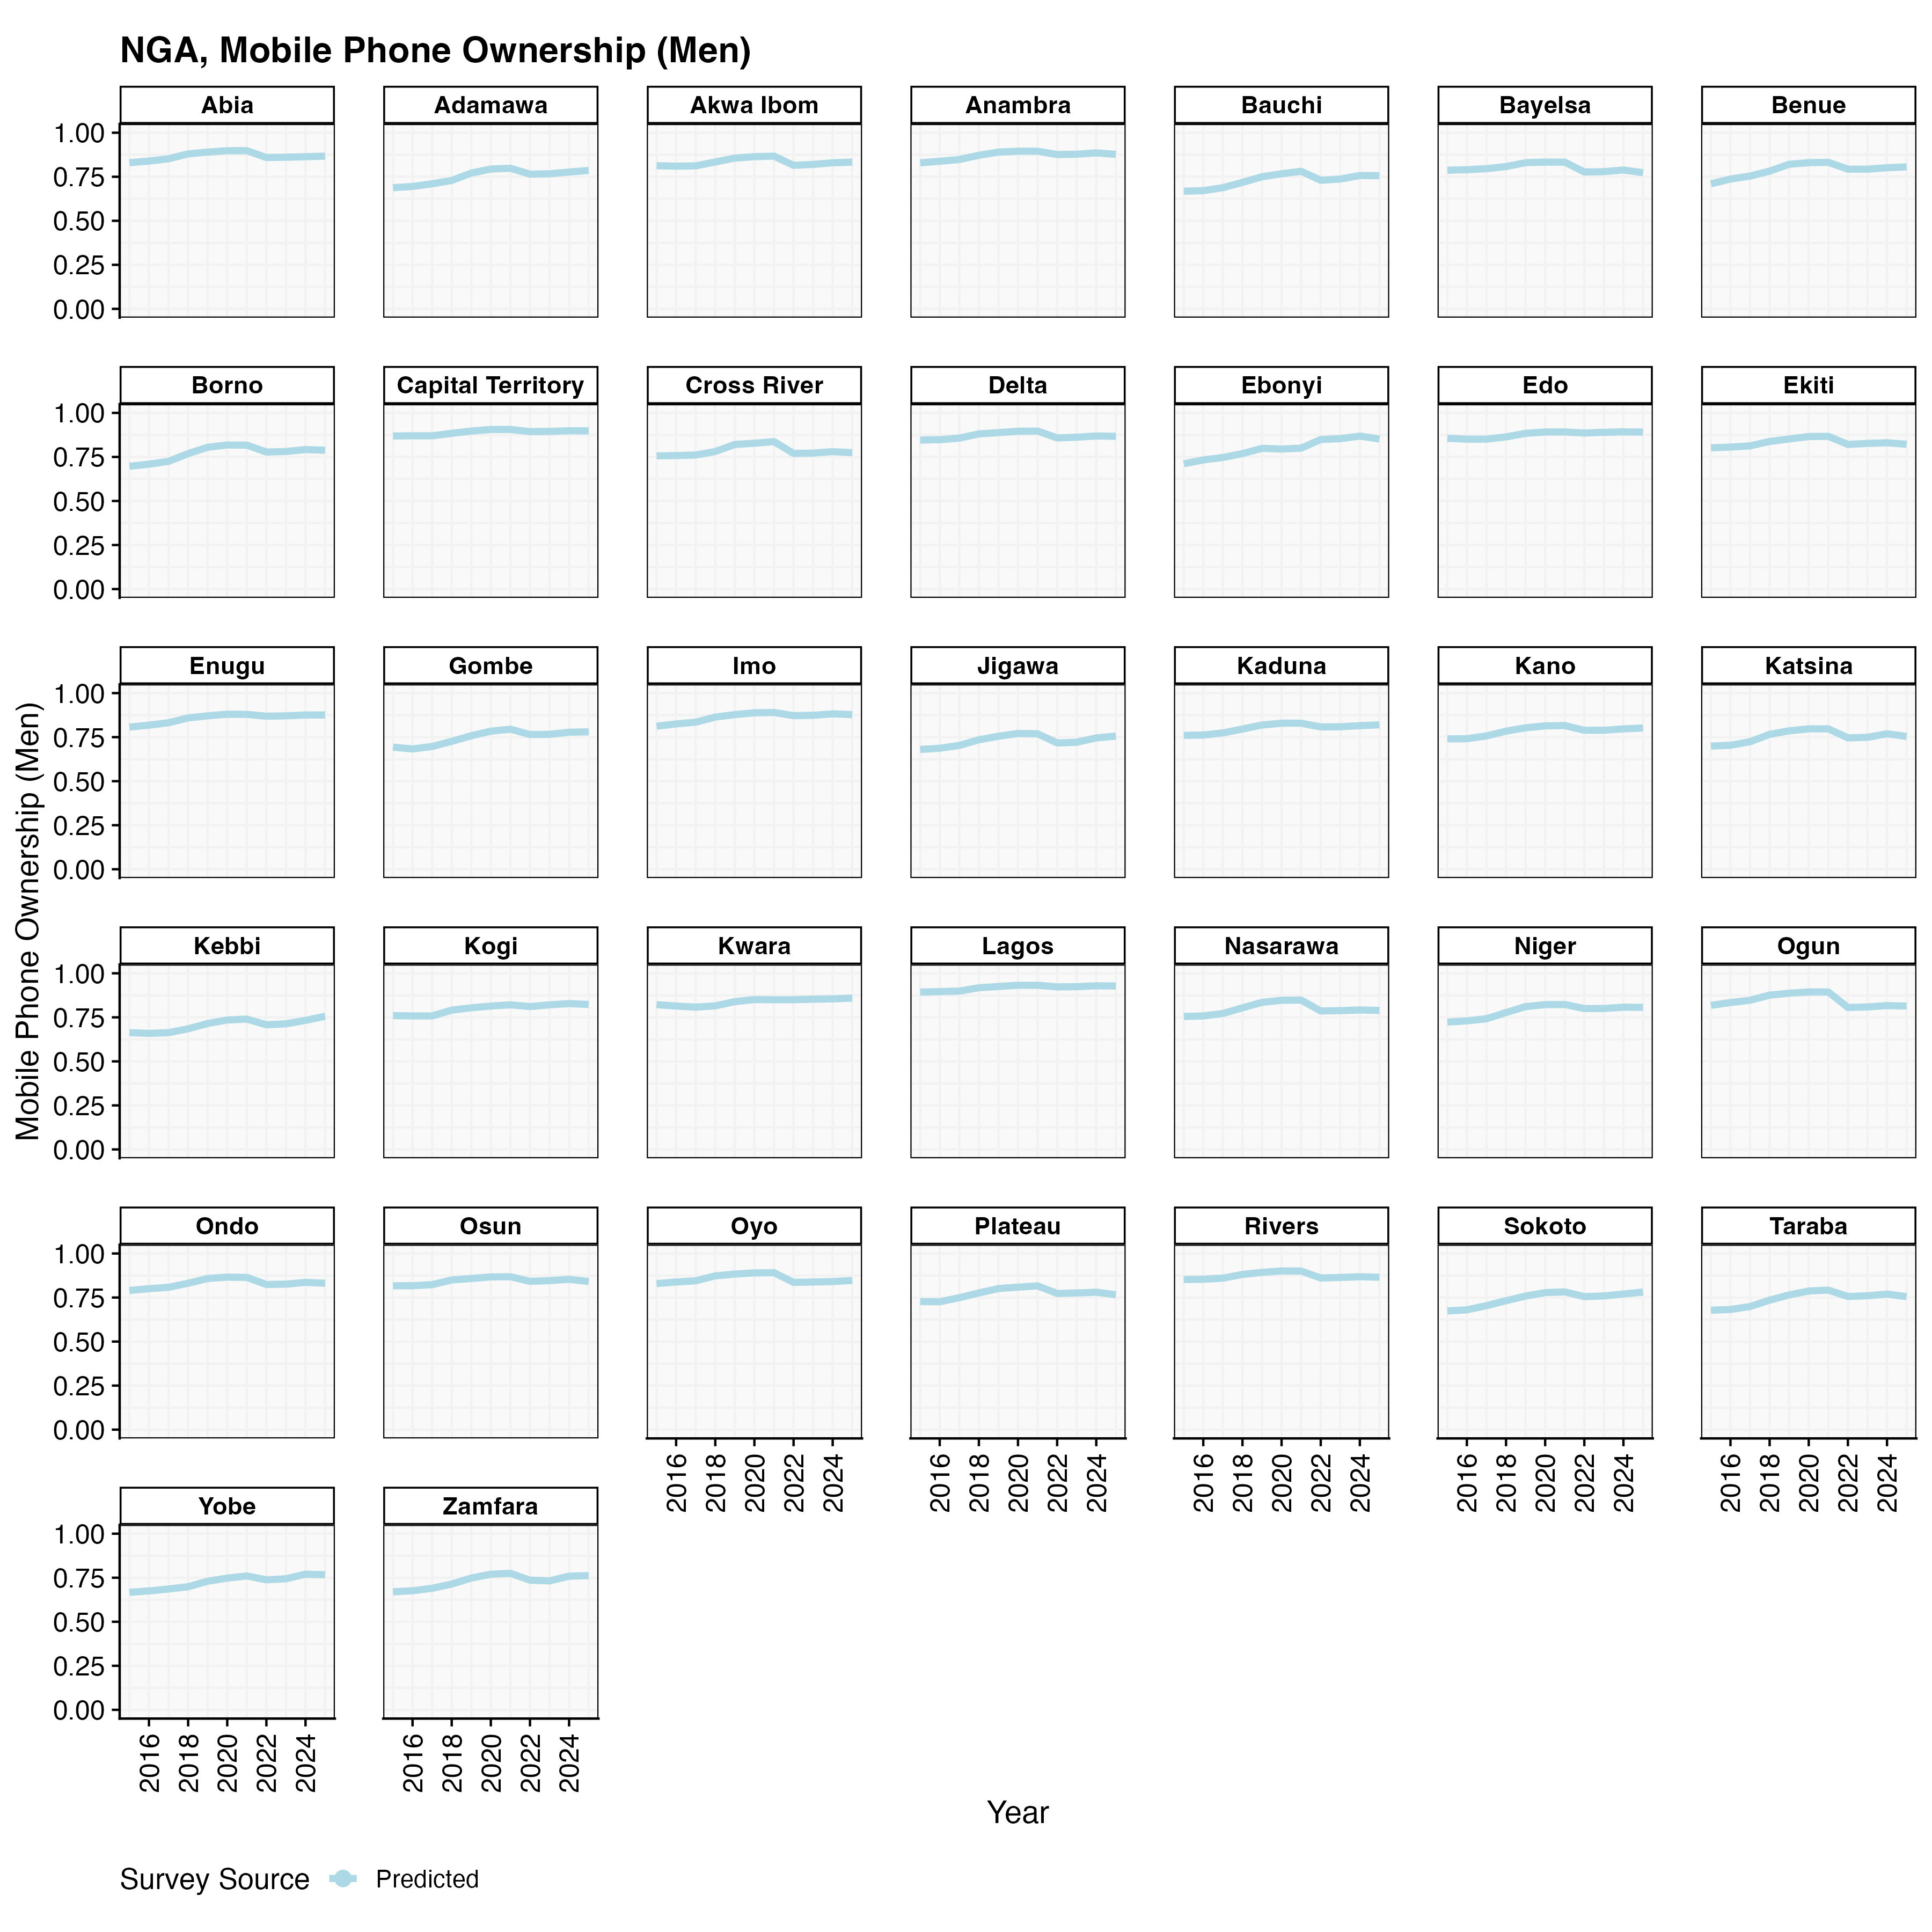 NGA, Mobile Phone Ownership (Men)
Abia Adamawa Akwa Ibom Anambra Bauchi Bayelsa Benue
1.00
0.75
0.50
0.25
0.00
Borno Capital Territory Cross River Delta Ebonyi Edo Ekiti
1.00
0.75
0.50
0.25
0.00
Enugu Gombe Imo Jigawa Kaduna Kano Katsina
1.00
0.75
0.50
0.25
0.00
Mobile Phone Ownership (Men)
Kebbi Kogi Kwara Lagos Nasarawa Niger Ogun
1.00
0.75
0.50
0.25
0.00
Ondo Osun Oyo Plateau Rivers Sokoto Taraba
1.00
0.75
0.50
0.25
0.00
2016 2018 2020 2022 2024 2016 2018 2020 2022 2024 2016 2018 2020 2022 2024 2016 2018 2020 2022 2024 2016 2018 2020 2022 2024
Yobe Zamfara
1.00
0.75
0.50
0.25
0.00
2016 2018 2020 2022 2024 2016 2018 2020 2022 2024
Year
Survey Source Predicted